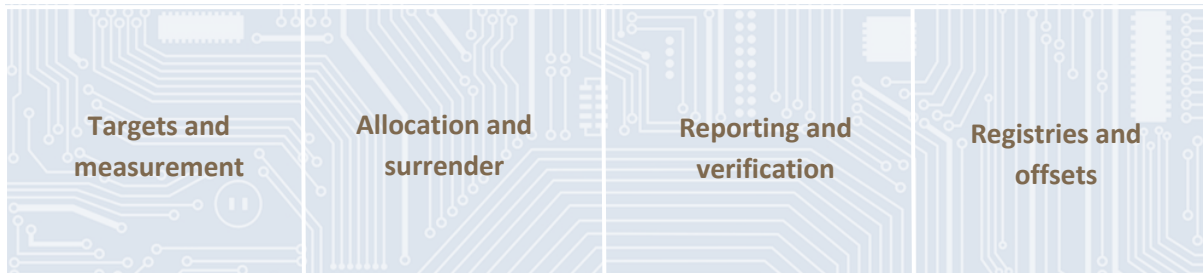 Targets and
measurement
Allocation and
surrender
Reporting and
verification
Registries and
offsets